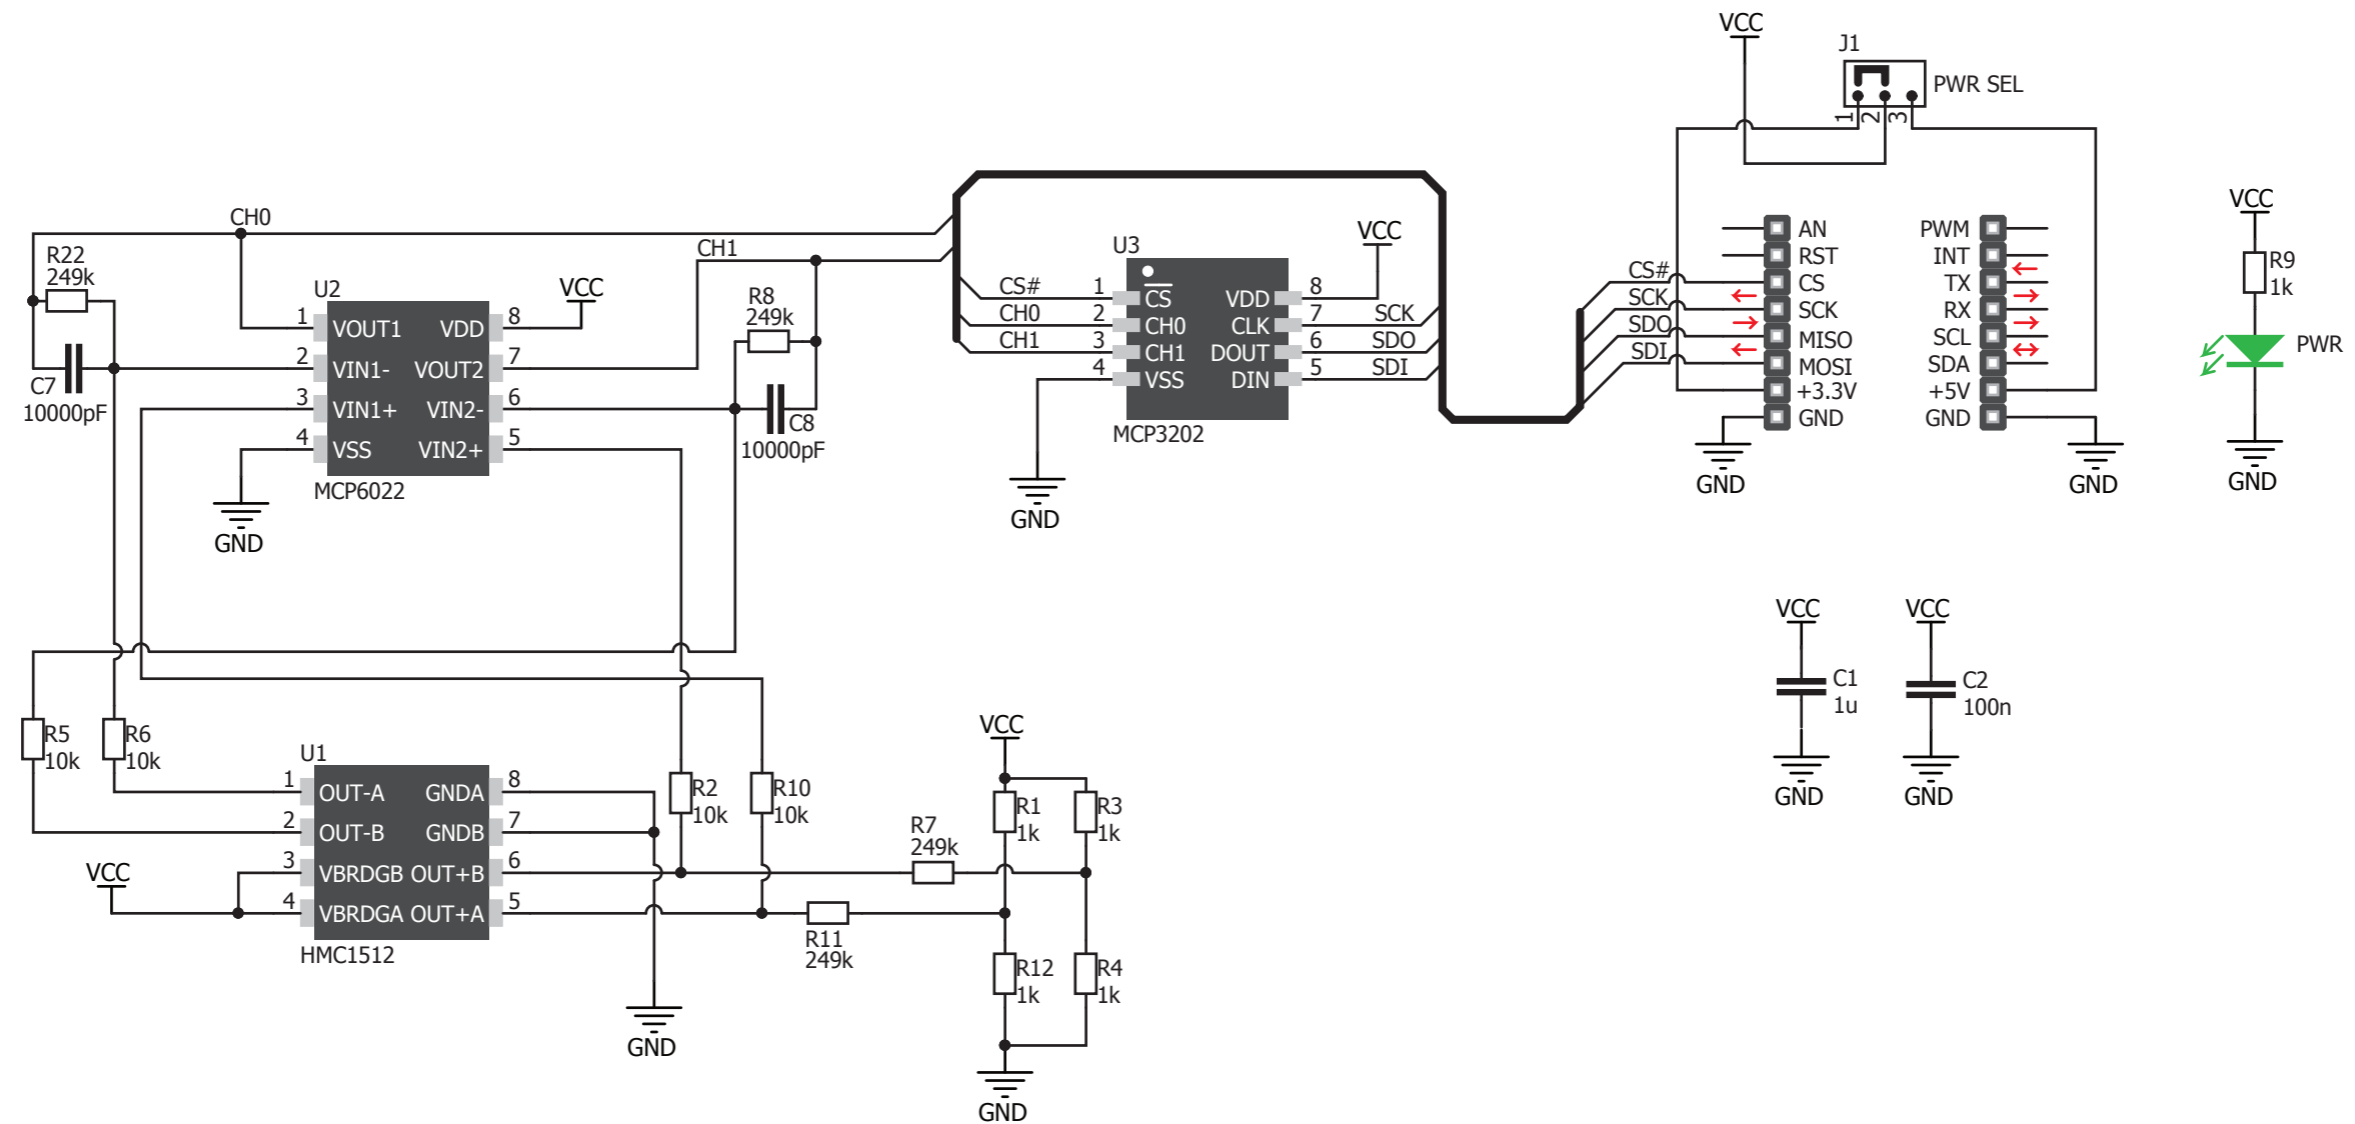 VCC
J1
PWR SEL
1
2
3
CH0
R22
249k
C7
10000pF
U2
1
VOUT1
VDD
8
VCC
2
VIN1-
VOUT2
7
3
VIN1+
VIN2-
6
4
VSS
VIN2+
5
MCP6022
GND
CH1
R8
249k
C8
10000pF
U3
VCC
CS#
1
CS
VDD
8
CH0
2
CH0
CLK
7
SCK
CH1
3
CH1
DOUT
6
SDO
4
VSS
DIN
5
SDI
MCP3202
GND
CS#
SCK
SDO
SDI
AN
PWM
RST
INT
CS
TX
SCK
RX
MISO
SCL
MOSI
SDA
+3.3V
+5V
GND
GND
GND
GND
VCC
R9
1k
PWR
GND
VCC
C1
1u
GND
VCC
C2
100n
GND
R5
10k
R6
10k
U1
1
OUT-A
GNDA
8
2
OUT-B
GNDB
7
VCC
3
VBRDGB
OUT+B
6
4
VBRDGA
OUT+A
5
HMC1512
GND
R2
10k
R10
10k
R7
249k
R11
249k
VCC
R1
1k
R3
1k
R12
1k
R4
1k
GND